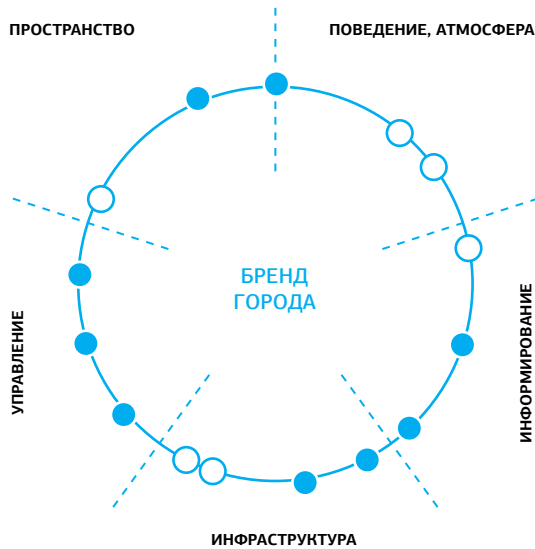 ПРОСТРАНСТВО
ПОВЕДЕНИЕ, АТМОСФЕРА
БРЕНД
ГОРОДА
УПРАВЛЕНИЕ
ИНФОРМИРОВАНИЕ
ИНФРАСТРУКТУРА